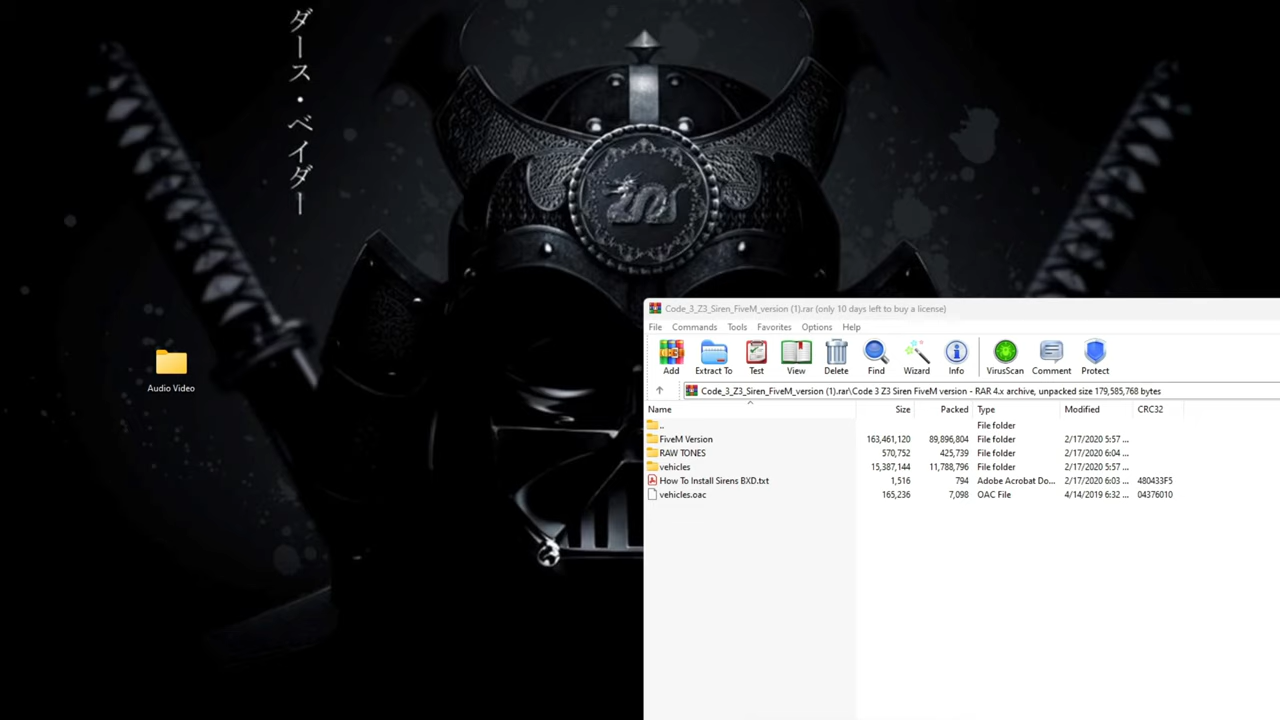 ダース・ベイダー
Audio Video
Code_3_Z3_Siren_FiveM_version (1).rar (only 10 days left to buy a license)
File Commands Tools Favorites Options Help
Add Extract To Test View Delete Find Wizard Info VirusScan Comment Protect
Code_3_Z3_Siren_FiveM_version (1).rar\Code 3 Z3 Siren FiveM version - RAR 4.x archive, unpacked size 179,585,768 bytes
Name Size Packed Type Modified CRC32
.. File folder
FiveM Version 163,461,120 89,896,804 File folder 2/17/2020 5:57 ...
RAW TONES 570,752 425,739 File folder 2/17/2020 6:04 ...
vehicles 15,387,144 11,788,796 File folder 2/17/2020 5:57 ...
How To Install Sirens BXD.txt 1,516 794 Adobe Acrobat Do... 2/17/2020 6:03 ... 480433F5
vehicles.oac 165,236 7,098 OAC File 4/14/2019 6:32 ... 04376010